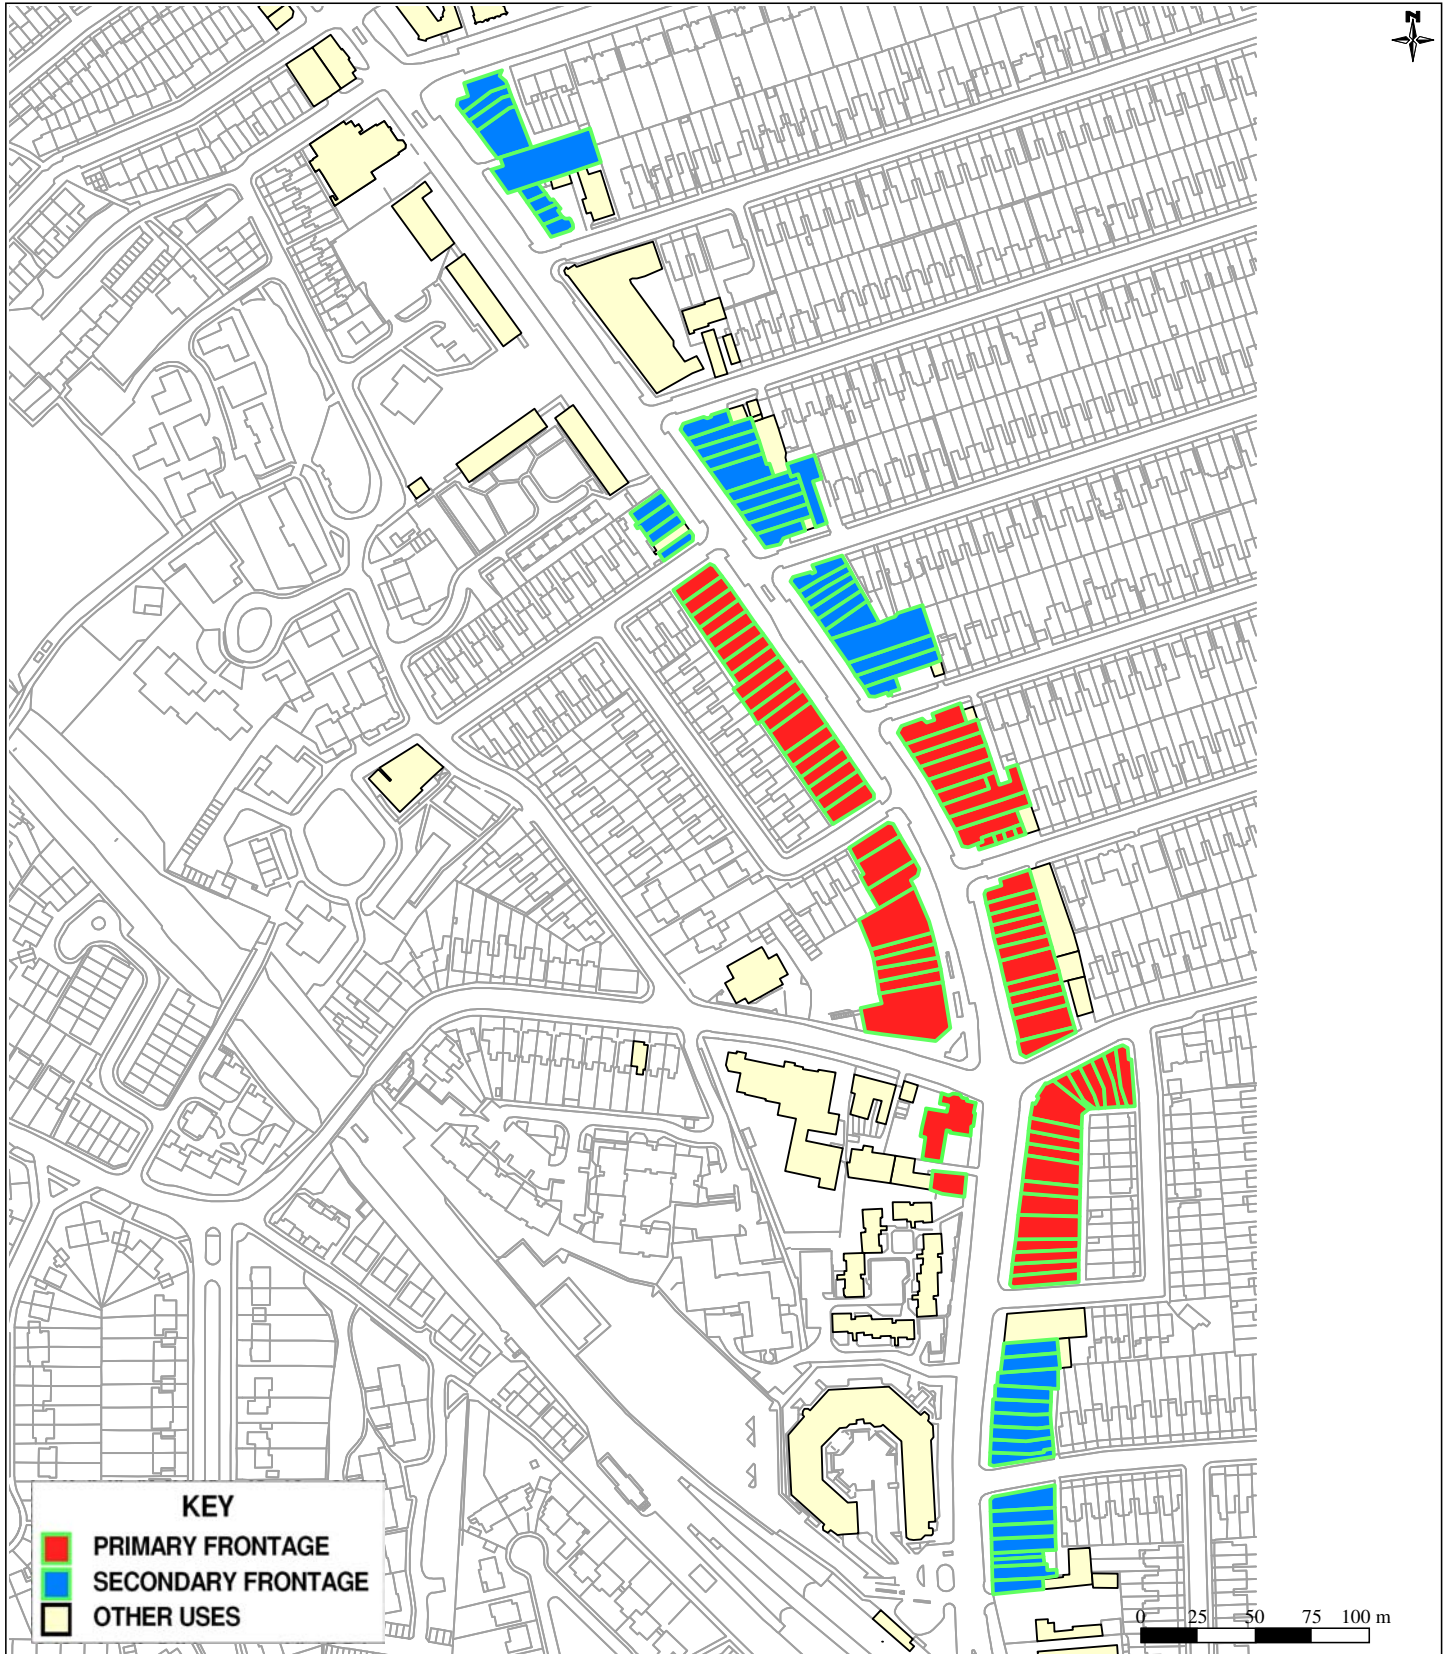 N
KEY
PRIMARY FRONTAGE
SECONDARY FRONTAGE
OTHER USES
0 25 50 75 100 m